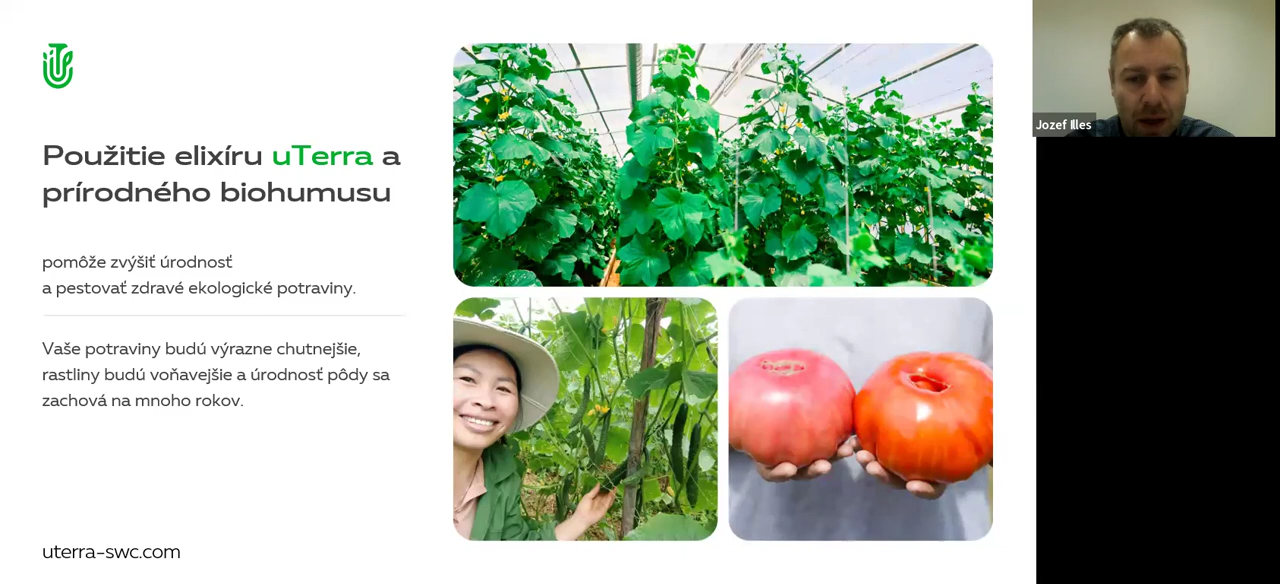 Použitie elixíru uTerra a
prírodného biohumusu
pomôže zvýšiť úrodnosť
a pestovať zdravé ekologické potraviny.
Vaše potraviny budú výrazne chutnejšie,
rastliny budú voňavejšie a úrodnosť pôdy sa
zachová na mnoho rokov.
uterra-swc.com
Jozef Illes